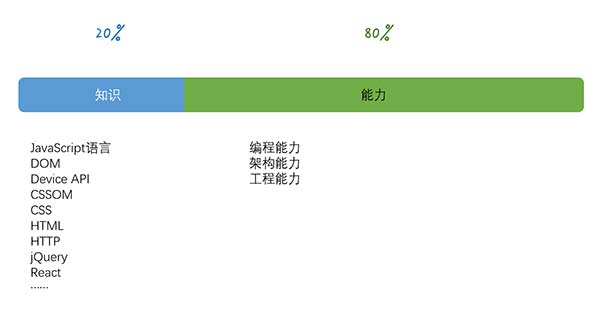 20%
80%
知识
能力
JavaScript语言
DOM
Device API
CSSOM
CSS
HTML
HTTP
jQuery
React
……
编程能力
架构能力
工程能力